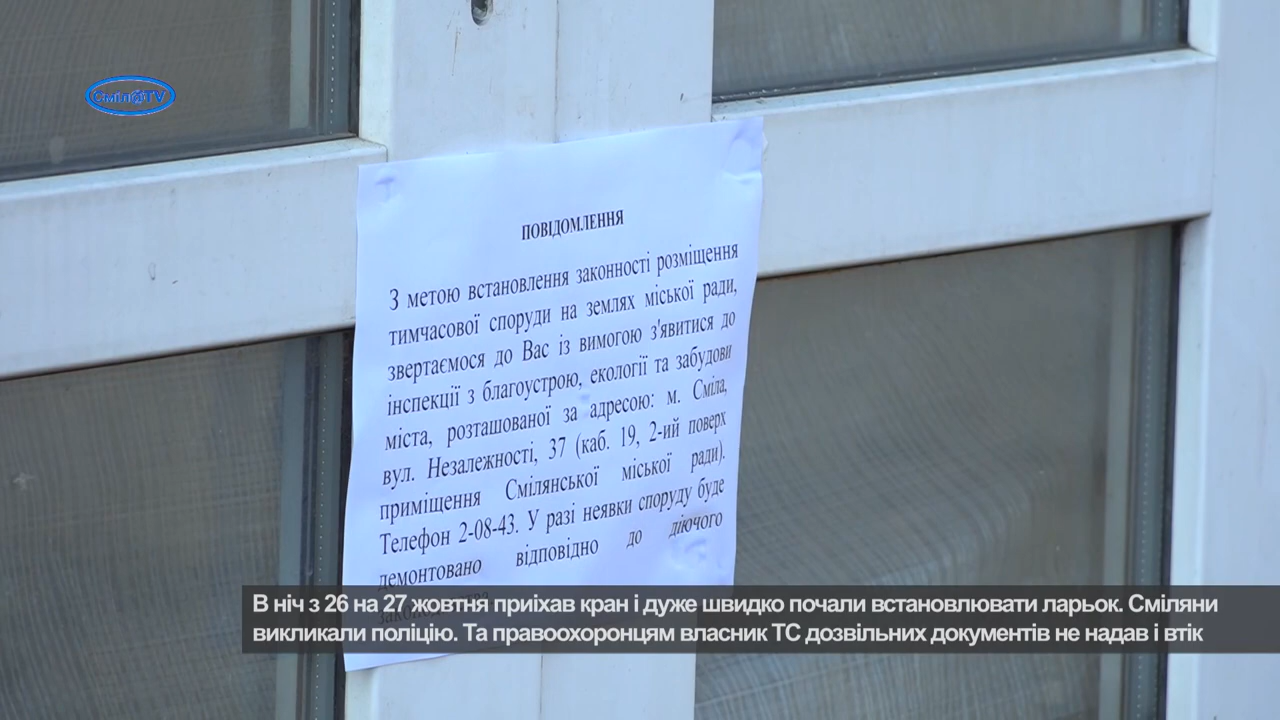 Сміл@TV
ПОВІДОМЛЕННЯ
З метою встановлення законності розміщення
тимчасової споруди на землях міської ради,
звертаємося до Вас із вимогою з'явитися до
інспекції з благоустрою, екології та забудови
міста, розташованої за адресою: м. Сміла,
вул. Незалежності, 37 (каб. 19, 2-ий поверх
приміщення Смілянської міської ради).
Телефон 2-08-43. У разі неявки споруду буде
демонтовано відповідно до діючого
законодавства
В ніч з 26 на 27 жовтня приїхав кран і дуже швидко почали встановлювати ларьок. Сміляни
викликали поліцію. Та правоохоронцям власник ТС дозвільних документів не надав і втік